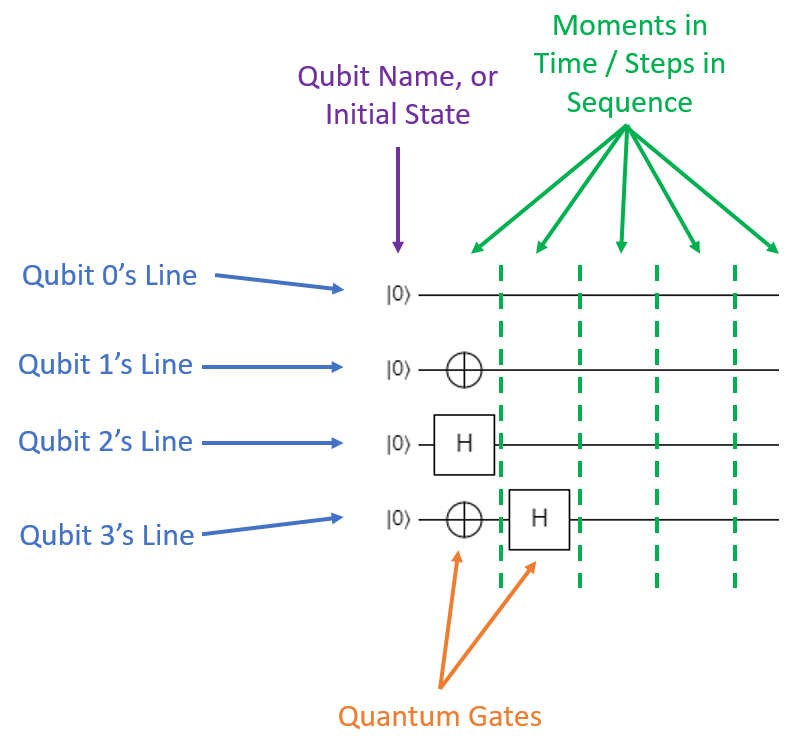 Moments in
Time / Steps in
Sequence
Qubit Name, or
Initial State
Qubit 0's Line
|0⟩
Qubit 1's Line
|0⟩
Qubit 2's Line
|0⟩ H
Qubit 3's Line
|0⟩ H
Quantum Gates